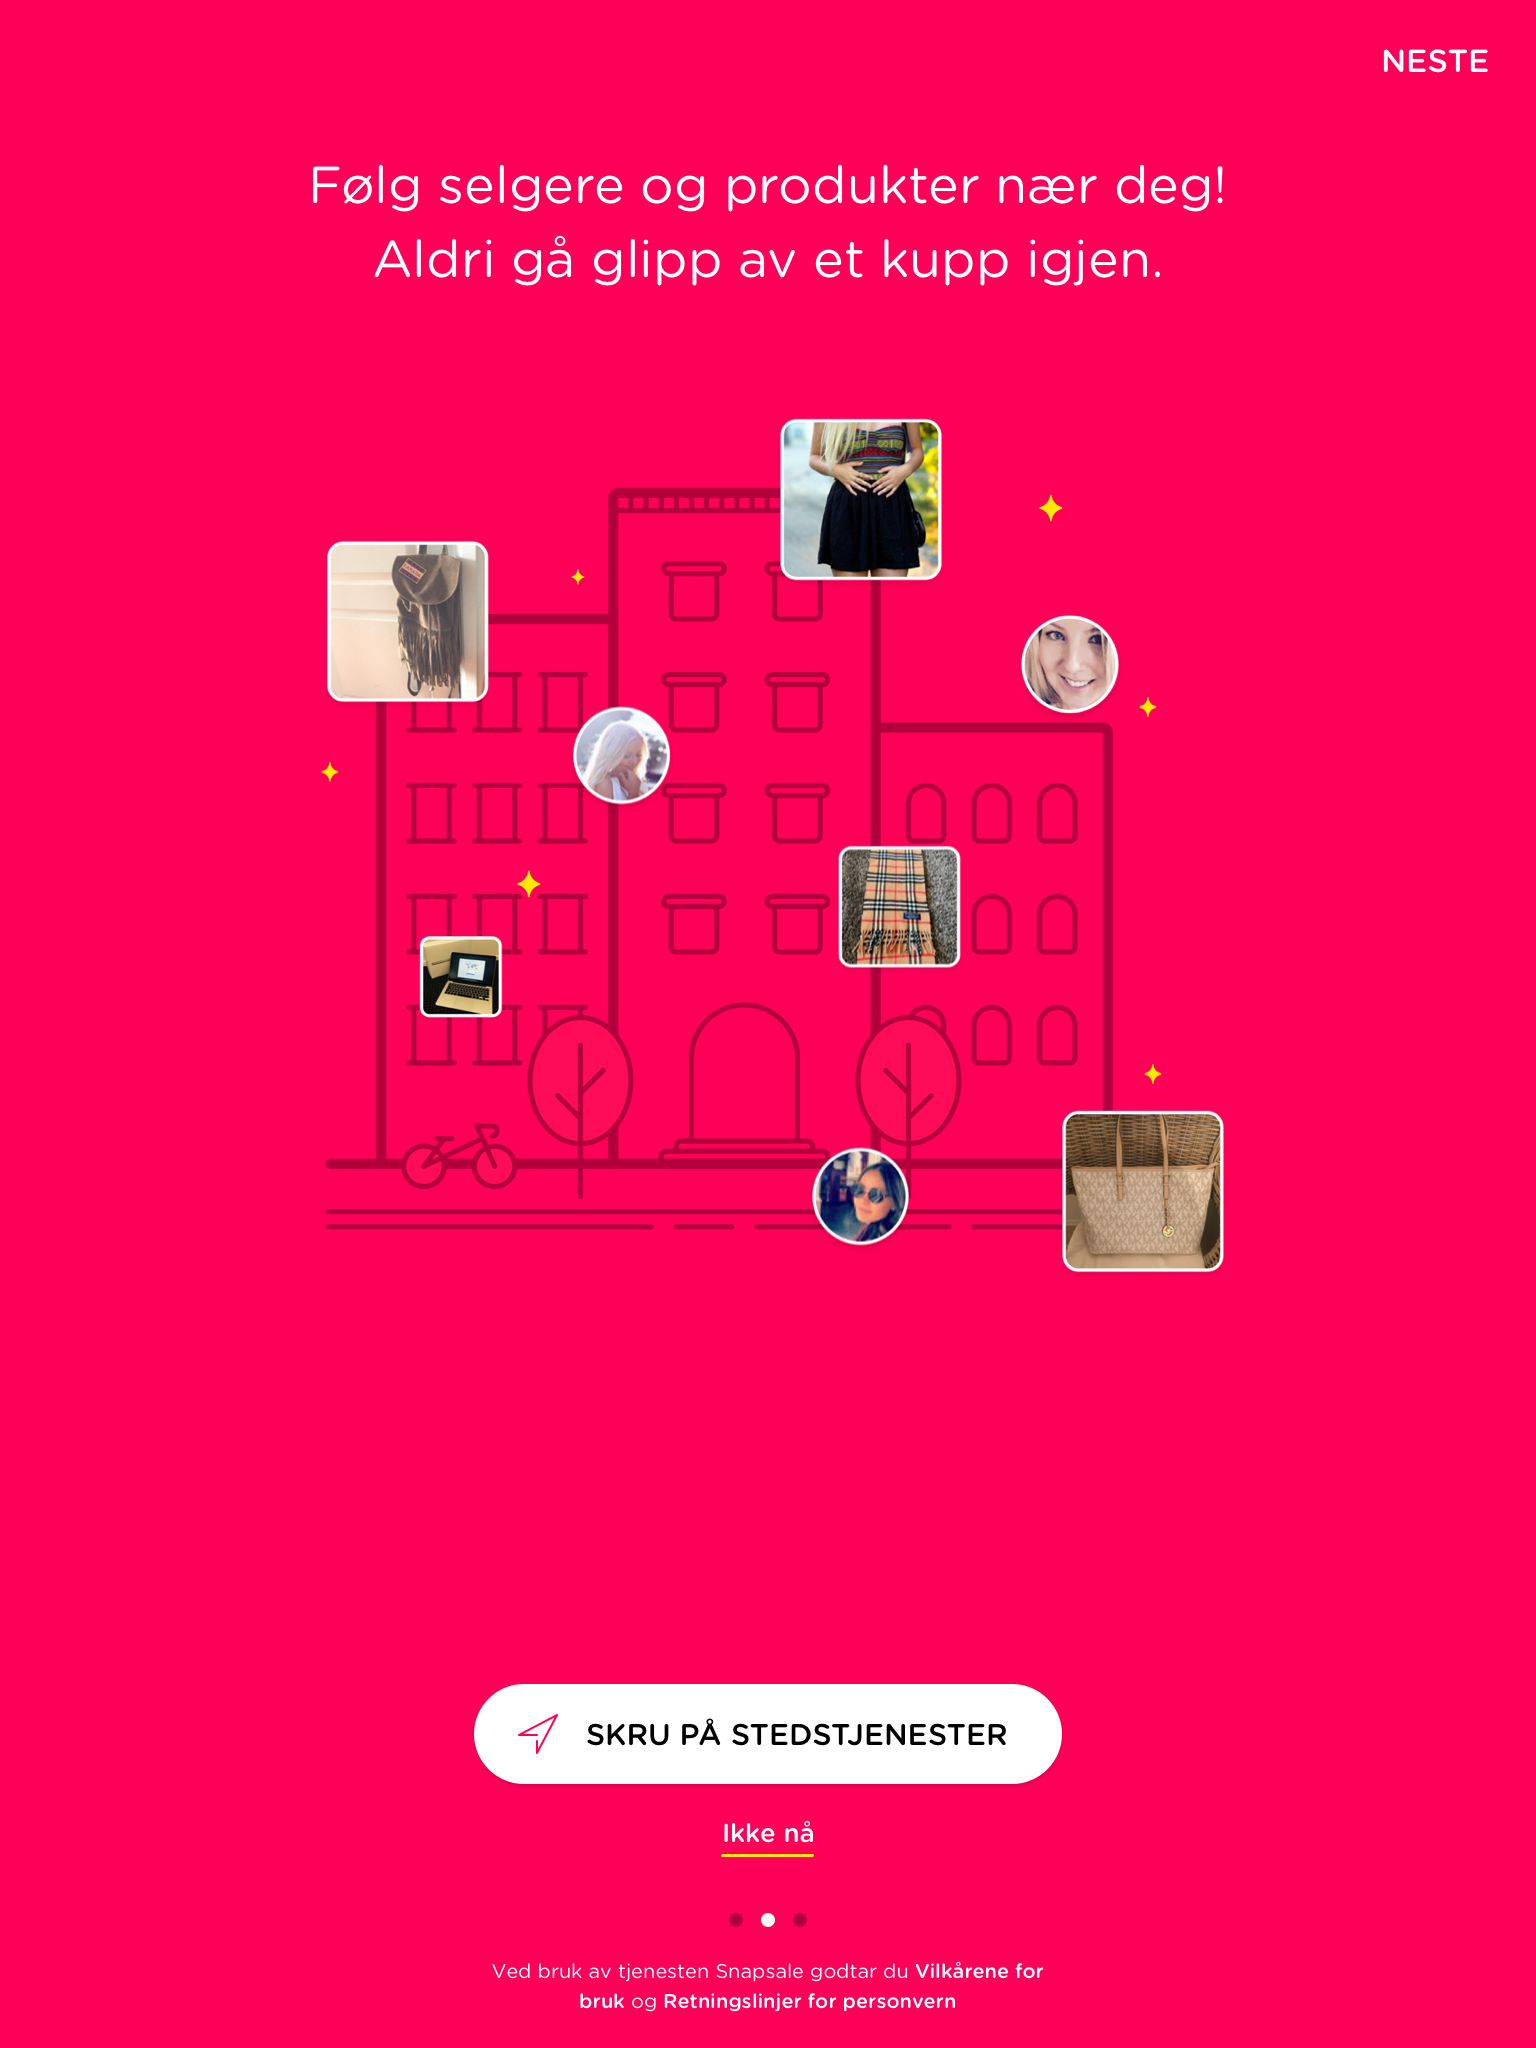 NESTE
Følg selgere og produkter nær deg!
Aldri gå glipp av et kupp igjen.
SKRU PÅ STEDSTJENESTER
Ikke nå
Ved bruk av tjenesten Snapsale godtar du Vilkårene for
bruk og Retningslinjer for personvern